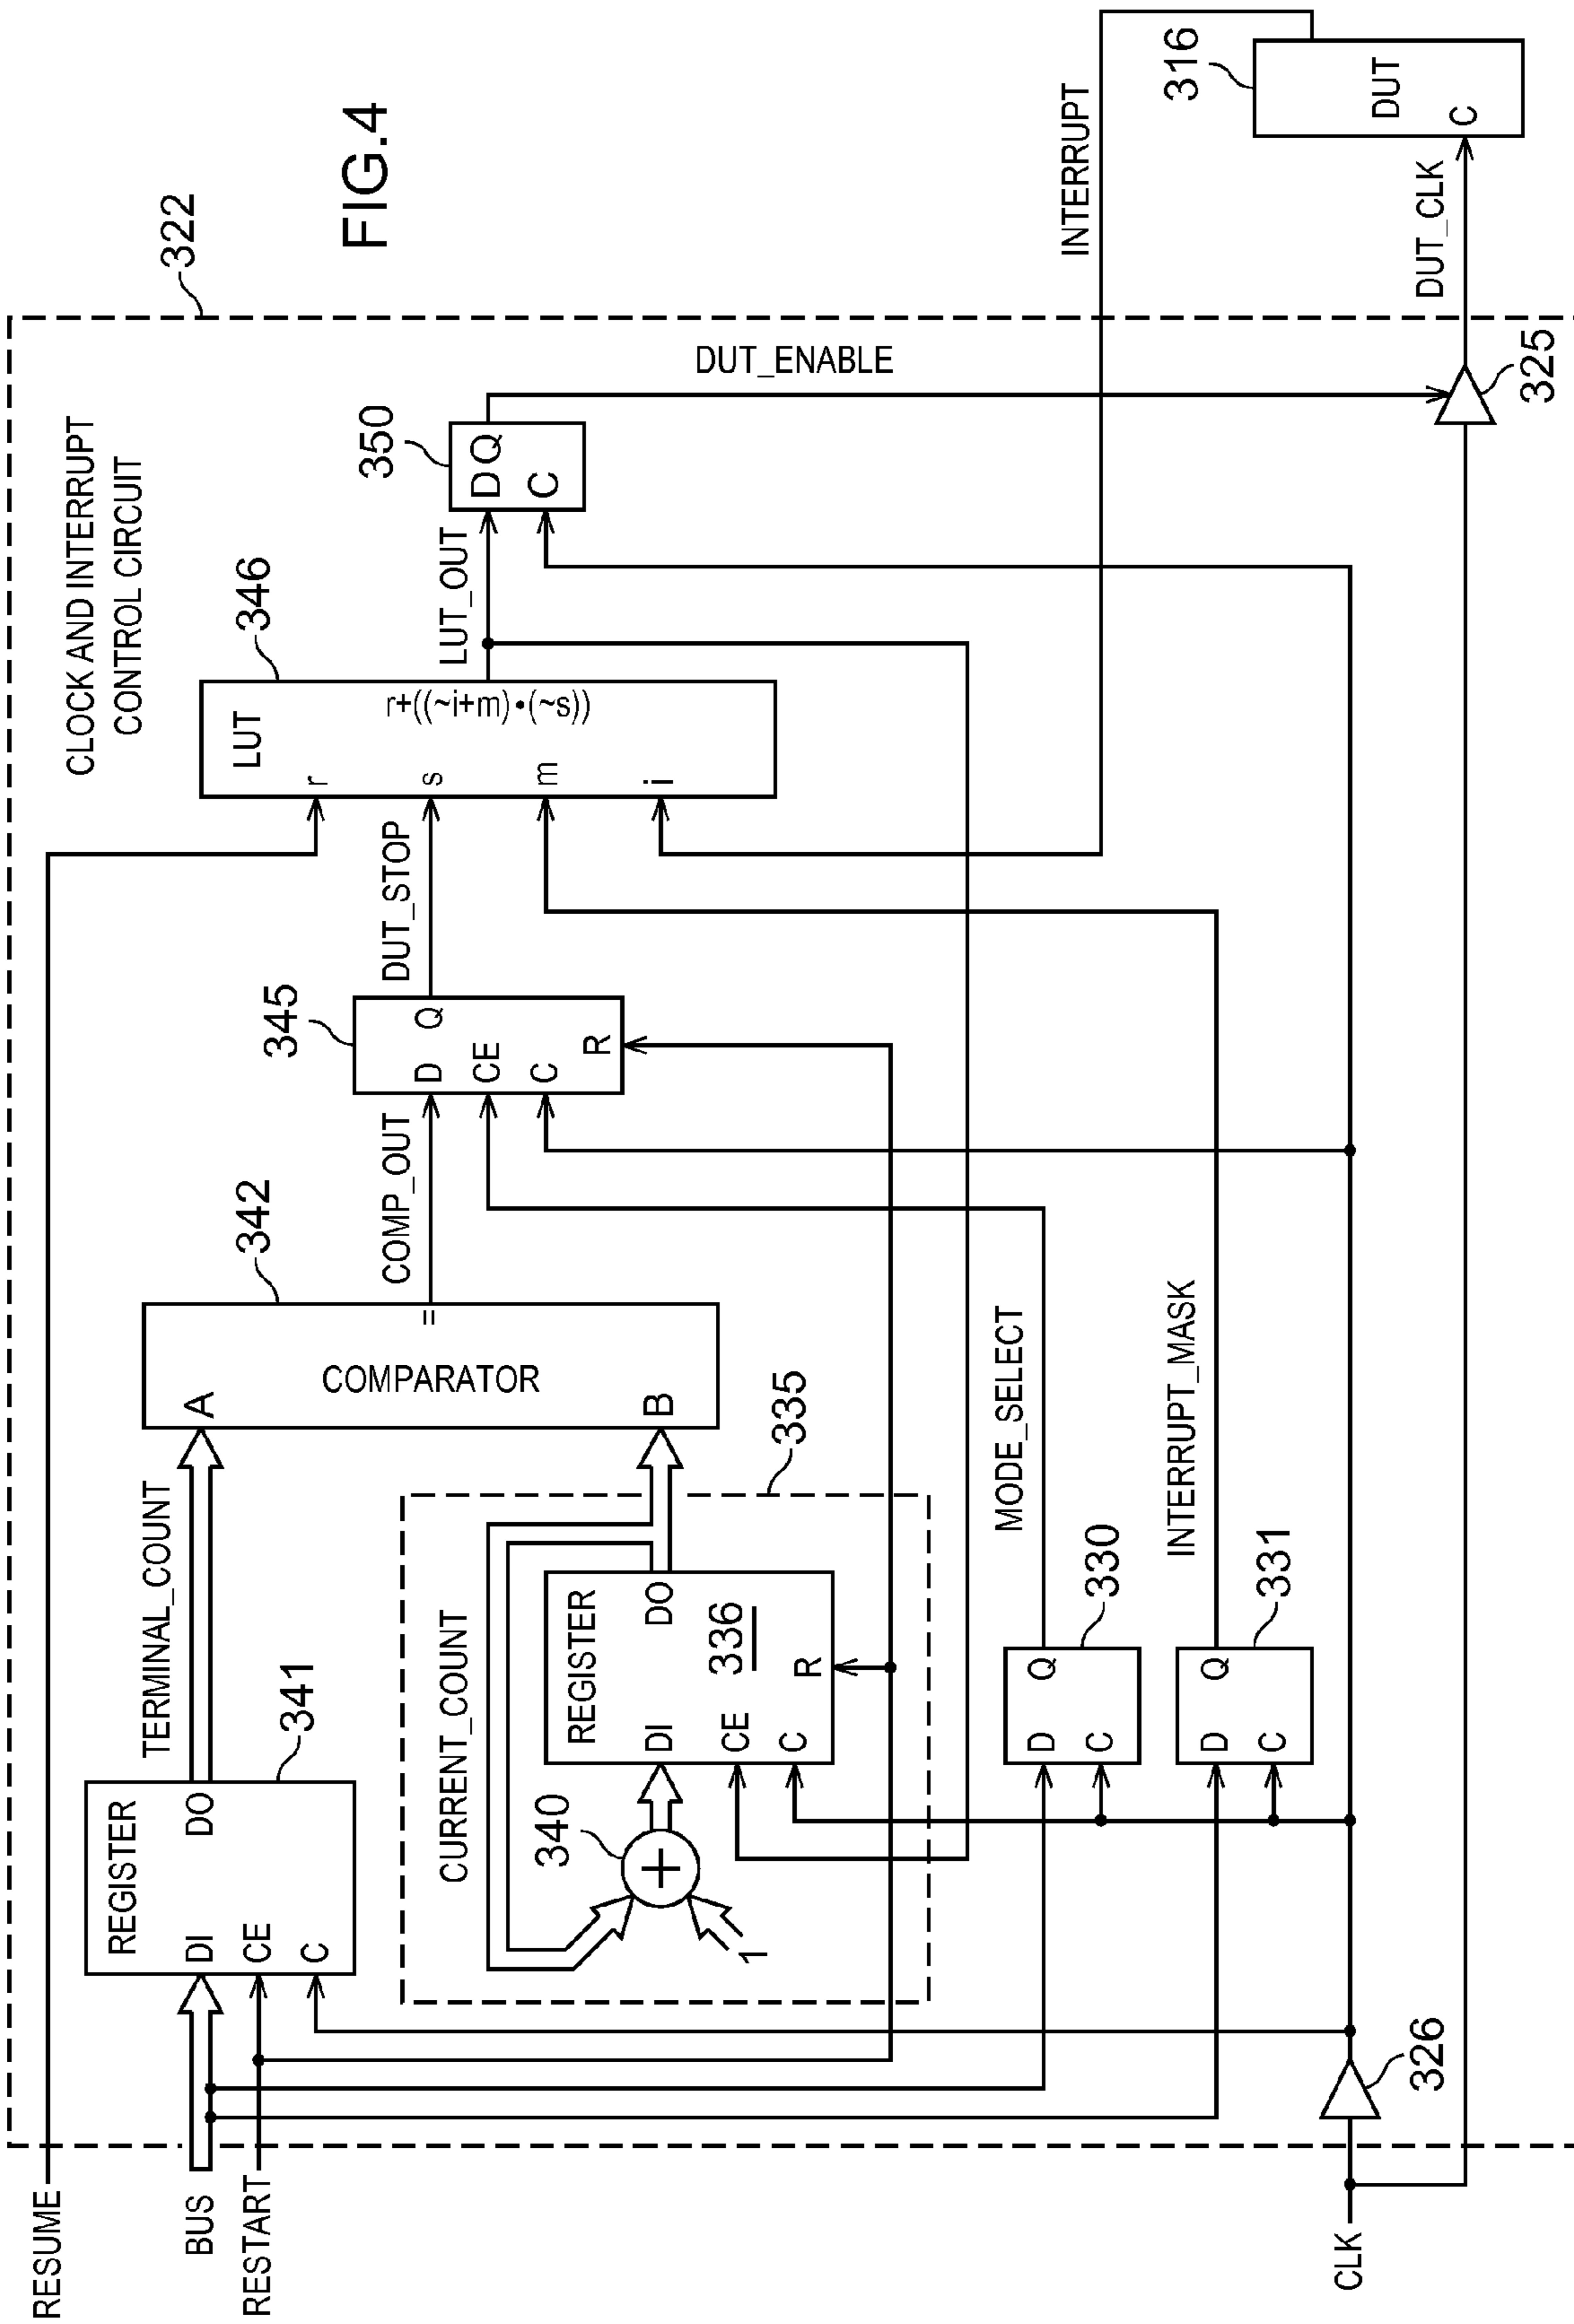 FIG.4
CLOCK AND INTERRUPT
CONTROL CIRCUIT
322
RESUME
BUS
RESTART
CLK
REGISTER
DI
DO
CE
C
341
TERMINAL_COUNT
CURRENT_COUNT
340
+
1
REGISTER
DI
DO
336
CE
C
R
335
A
B
COMPARATOR
=
342
COMP_OUT
345
D
Q
CE
C
R
DUT_STOP
LUT
346
r
s
m
i
r+((~i+m)•(~s))
LUT_OUT
350
D Q
C
DUT_ENABLE
MODE_SELECT
D
Q
C
330
INTERRUPT_MASK
D
Q
C
331
326
325
INTERRUPT
DUT_CLK
316
DUT
C